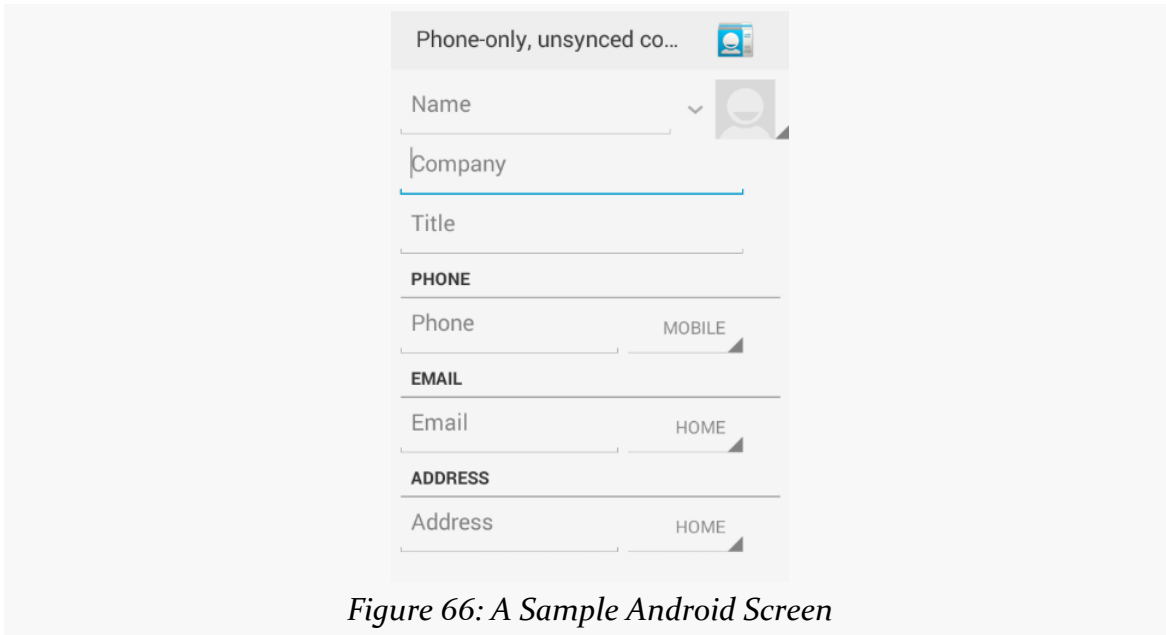 Phone-only, unsynced co...
Name
Company
Title
PHONE
Phone MOBILE
EMAIL
Email HOME
ADDRESS
Address HOME
Figure 66: A Sample Android Screen